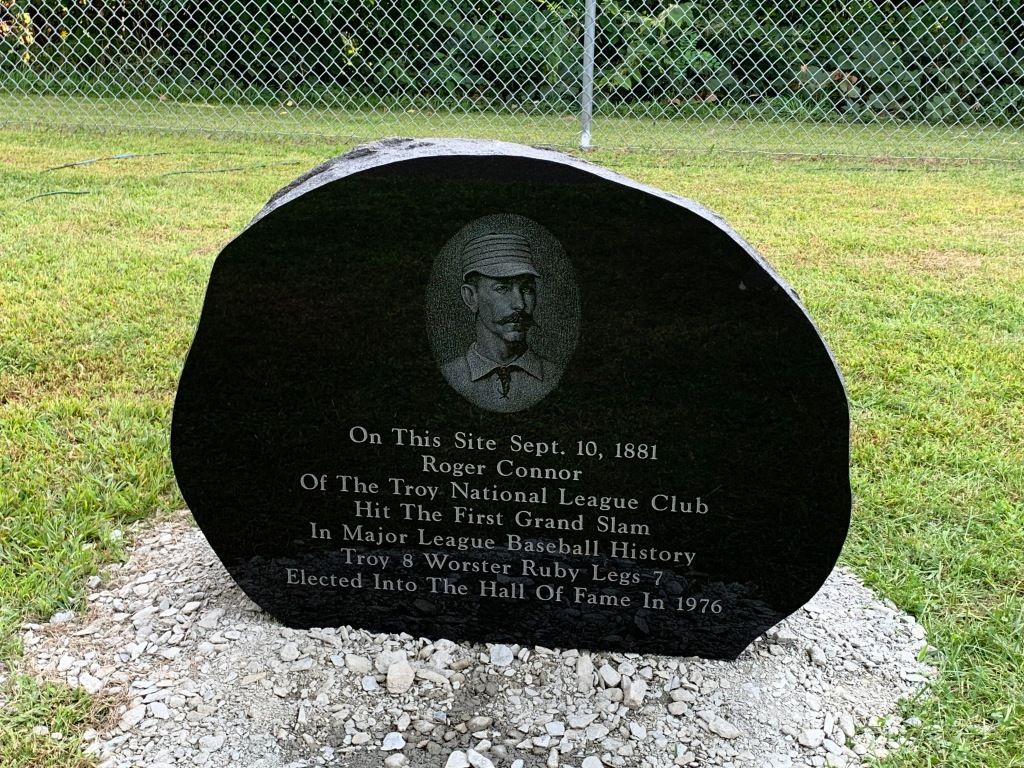 On This Site Sept. 10, 1881
Roger Connor
Of The Troy National League Club
Hit The First Grand Slam
In Major League Baseball History
Troy 8 Worster Ruby Legs 7
Elected Into The Hall Of Fame In 1976